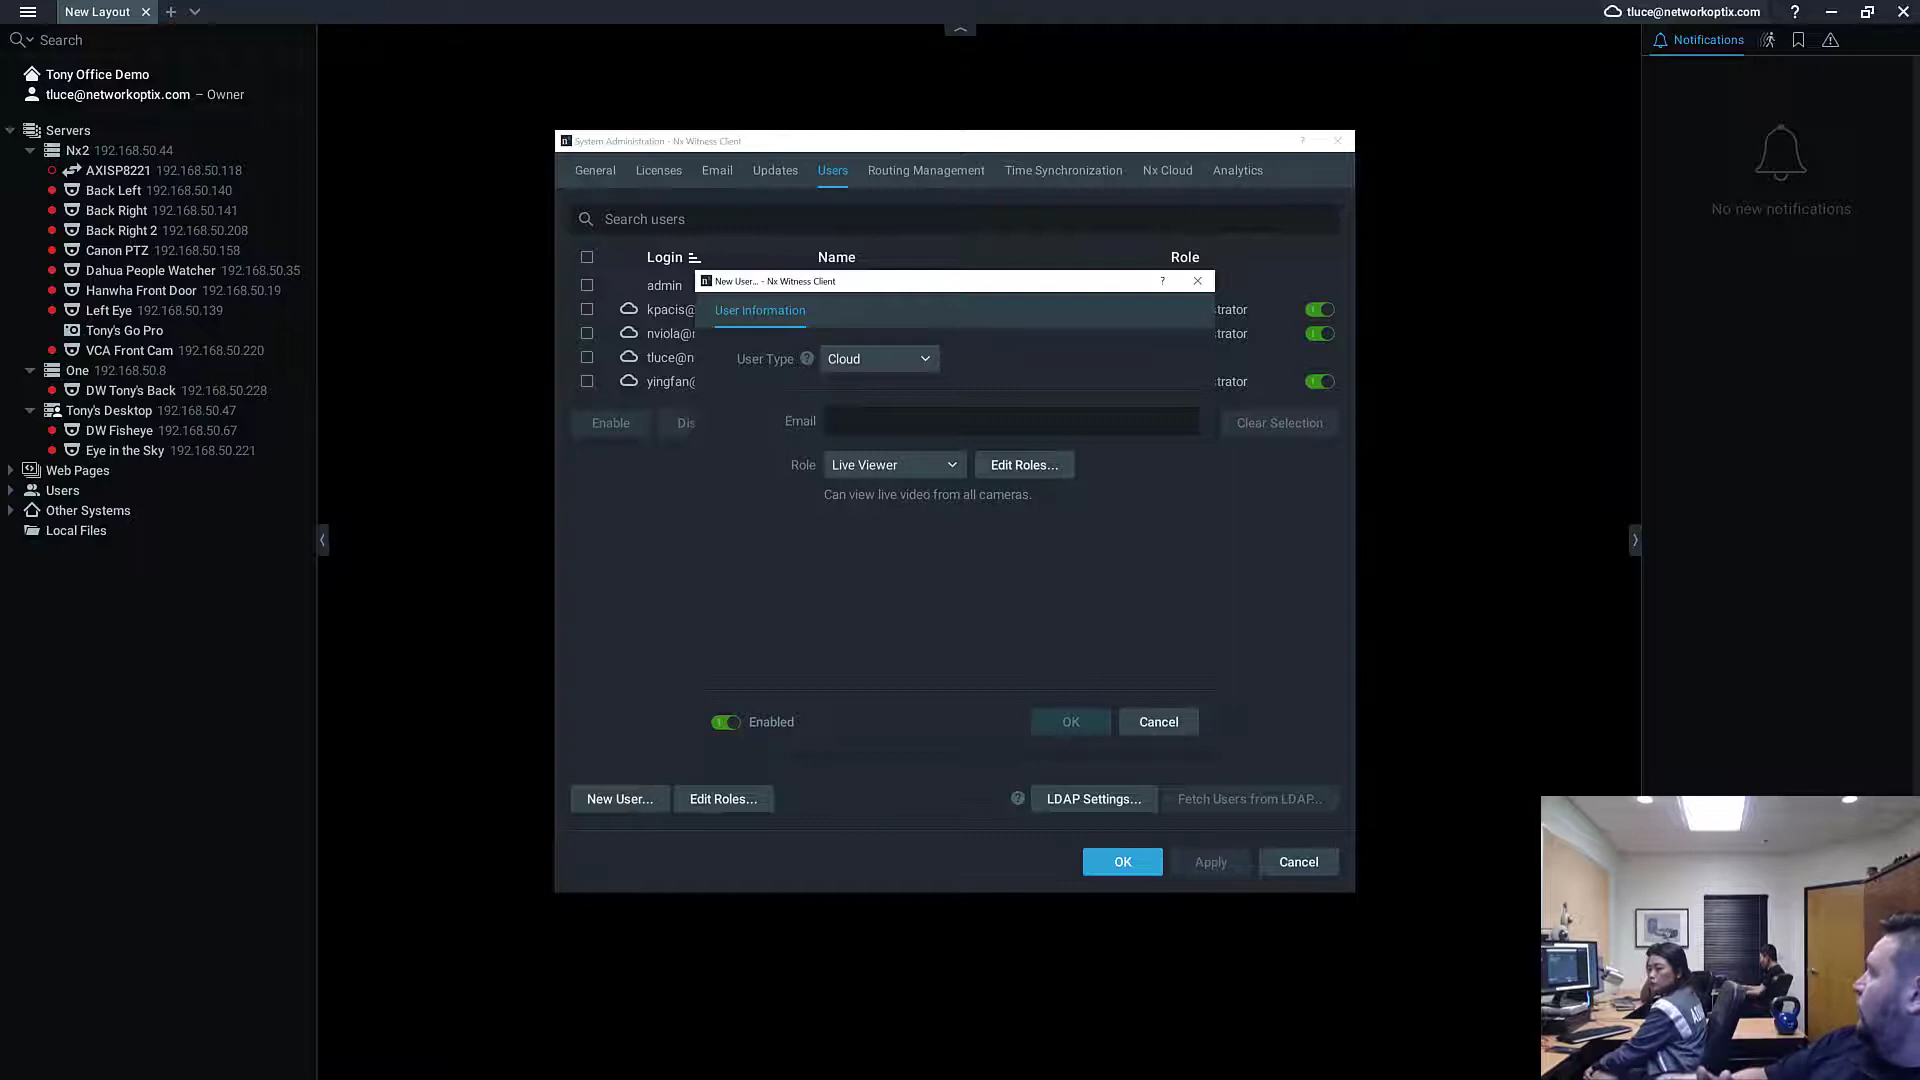 New Layout
tluce@networkoptix.com
?
Search
Notifications
Tony Office Demo
tluce@networkoptix.com – Owner
Servers
Nx2 192.168.50.44
AXISP8221 192.168.50.118
Back Left 192.168.50.140
Back Right 192.168.50.141
Back Right 2 192.168.50.208
Canon PTZ 192.168.50.158
Dahua People Watcher 192.168.50.35
Hanwha Front Door 192.168.50.19
Left Eye 192.168.50.139
Tony's Go Pro
VCA Front Cam 192.168.50.220
One 192.168.50.8
DW Tony's Back 192.168.50.228
Tony's Desktop 192.168.50.47
DW Fisheye 192.168.50.67
Eye in the Sky 192.168.50.221
Web Pages
Users
Other Systems
Local Files
System Administration - Nx Witness Client
?
General Licenses Email Updates Users Routing Management Time Synchronization Nx Cloud Analytics
Search users
Login Name Role
admin
kpacis@ strator
nviola@ strator
tluce@n
yingfan@ strator
Enable Dis Clear Selection
New User... - Nx Witness Client
?
User Information
User Type ? Cloud
Email
Role Live Viewer Edit Roles...
Can view live video from all cameras.
Enabled OK Cancel
New User... Edit Roles... ? LDAP Settings... Fetch Users from LDAP...
OK Apply Cancel
No new notifications